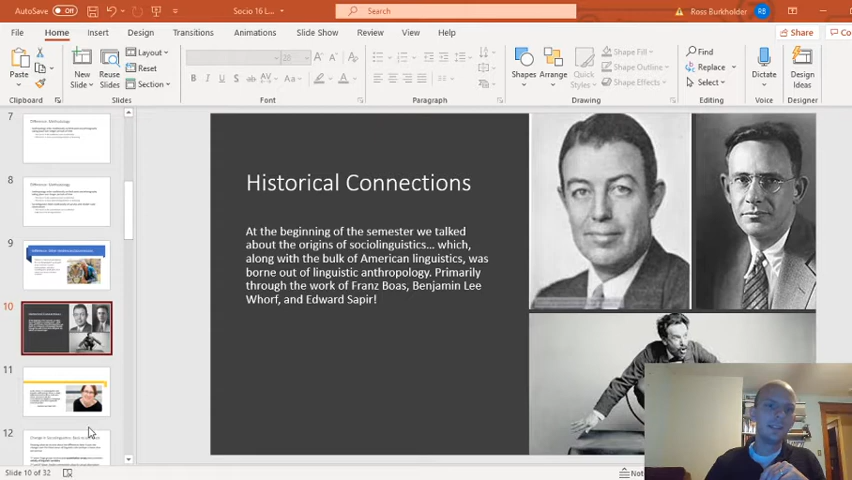 AutoSave Off Socio 16 L... Search Ross Burkholder RB
File Home Insert Design Transitions Animations Slide Show Review View Help Share Co
Paste New Slide Reuse Slides Layout Reset Section 28 Shapes Arrange Quick Styles Shape Fill Shape Outline Shape Effects Find Replace Select Dictate Design Ideas
Clipboard Slides Font Paragraph Drawing Editing Voice Designer
7
8
9
10
11
12
Historical Connections
At the beginning of the semester we talked
about the origins of sociolinguistics... which,
along with the bulk of American linguistics, was
borne out of linguistic anthropology. Primarily
through the work of Franz Boas, Benjamin Lee
Whorf, and Edward Sapir!
Slide 10 of 32 Not